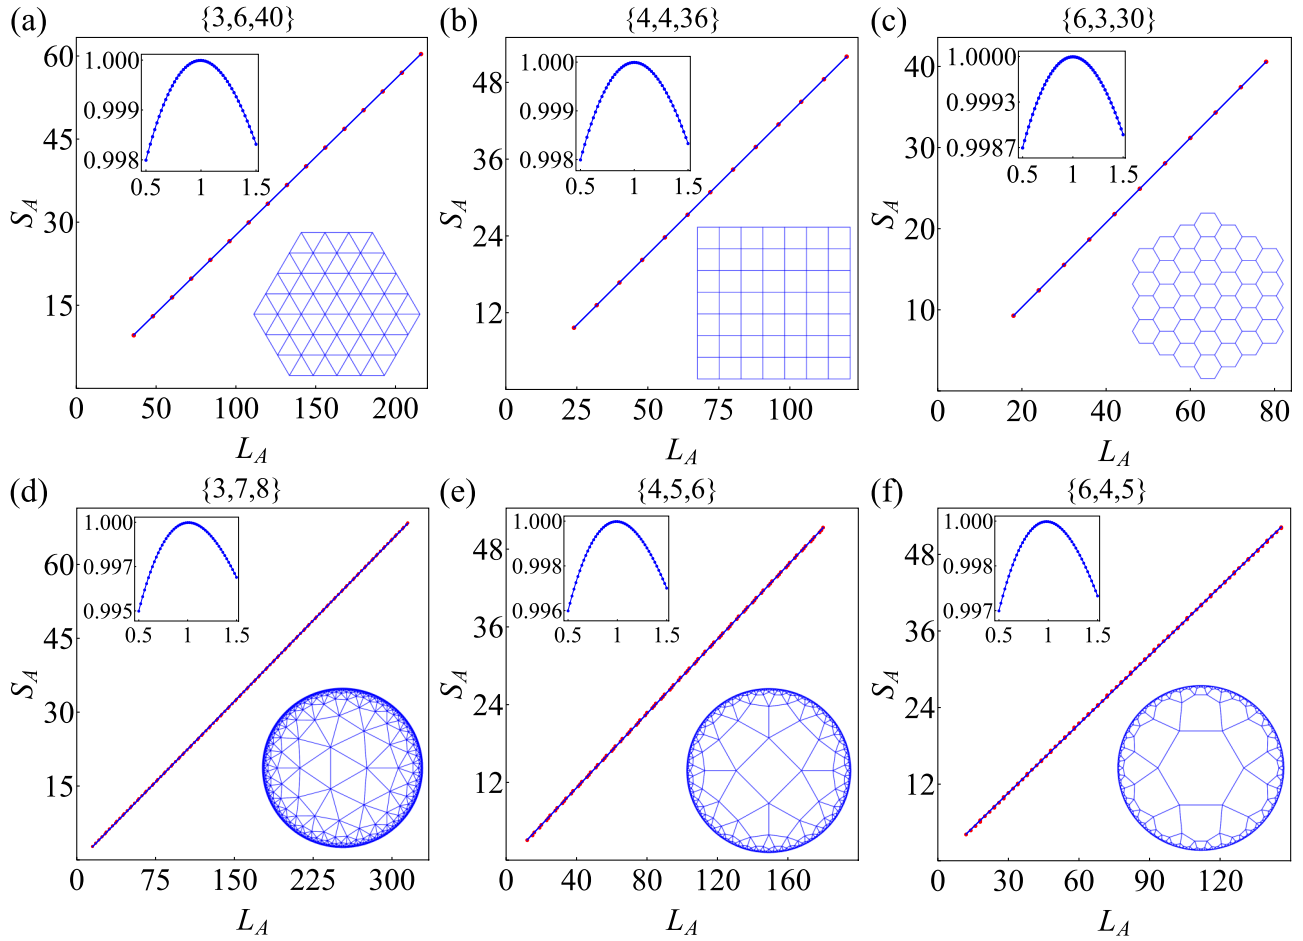 (a) {3,6,40}
60
45
30
15
S_A
1.000
0.999
0.998
0.5 1 1.5
0 50 100 150 200
L_A
(b) {4,4,36}
48
36
24
12
S_A
1.000
0.999
0.998
0.5 1 1.5
0 25 50 75 100
L_A
(c) {6,3,30}
40
30
20
10
S_A
1.0000
0.9993
0.9987
0.5 1 1.5
0 20 40 60 80
L_A
(d) {3,7,8}
60
45
30
15
S_A
1.000
0.997
0.995
0.5 1 1.5
0 75 150 225 300
L_A
(e) {4,5,6}
48
36
24
12
S_A
1.000
0.998
0.996
0.5 1 1.5
0 40 80 120 160
L_A
(f) {6,4,5}
48
36
24
12
S_A
1.000
0.998
0.997
0.5 1 1.5
0 30 60 90 120
L_A